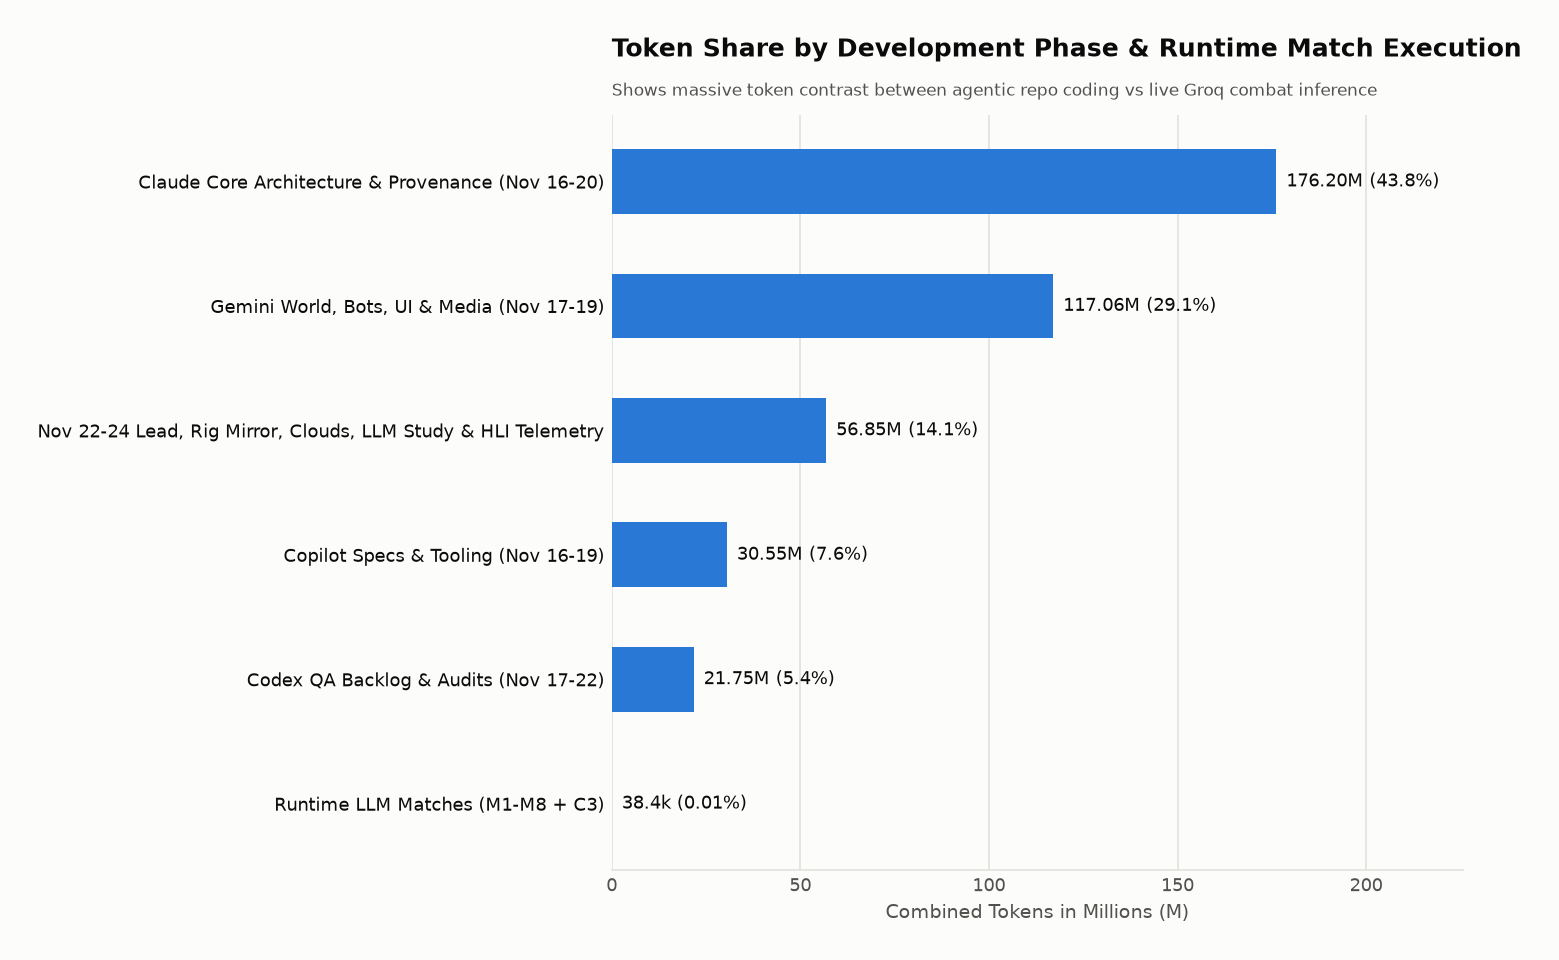 Token Share by Development Phase & Runtime Match Execution
Shows massive token contrast between agentic repo coding vs live Groq combat inference
Claude Core Architecture & Provenance (Nov 16-20) 176.20M (43.8%)
Gemini World, Bots, UI & Media (Nov 17-19) 117.06M (29.1%)
Nov 22-24 Lead, Rig Mirror, Clouds, LLM Study & HLI Telemetry 56.85M (14.1%)
Copilot Specs & Tooling (Nov 16-19) 30.55M (7.6%)
Codex QA Backlog & Audits (Nov 17-22) 21.75M (5.4%)
Runtime LLM Matches (M1-M8 + C3) 38.4k (0.01%)
0 50 100 150 200
Combined Tokens in Millions (M)